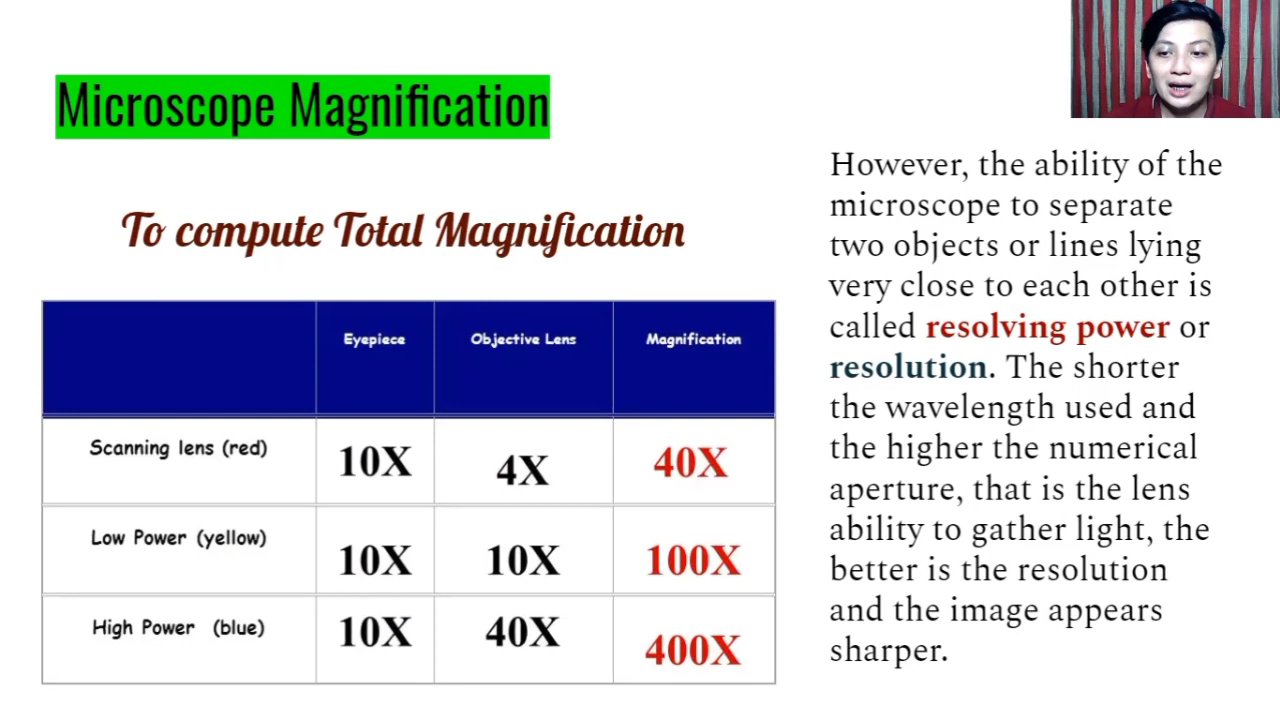 Microscope Magnification
To compute Total Magnification
Eyepiece Objective Lens Magnification
Scanning lens (red) 10X 4X 40X
Low Power (yellow) 10X 10X 100X
High Power (blue) 10X 40X 400X
However, the ability of the
microscope to separate
two objects or lines lying
very close to each other is
called resolving power or
resolution. The shorter
the wavelength used and
the higher the numerical
aperture, that is the lens
ability to gather light, the
better is the resolution
and the image appears
sharper.